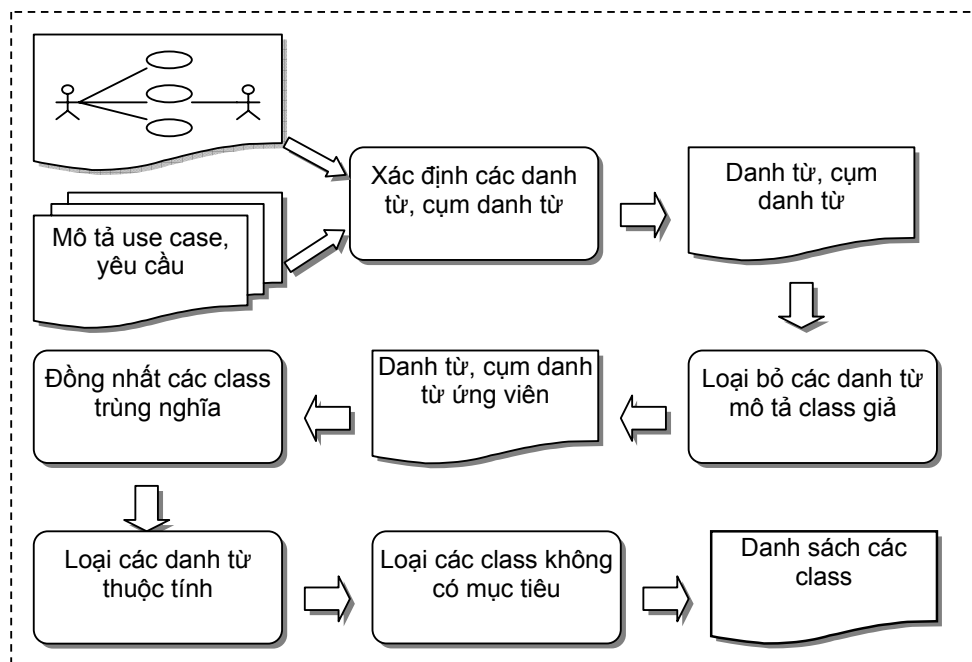 Xác định các danh
từ, cụm danh từ
Danh từ, cụm
danh từ
Mô tả use case,
yêu cầu
Đồng nhất các class
trùng nghĩa
Danh từ, cụm danh
từ ứng viên
Loại bỏ các danh từ
mô tả class giả
Loại các danh từ
thuộc tính
Loại các class không
có mục tiêu
Danh sách các
class